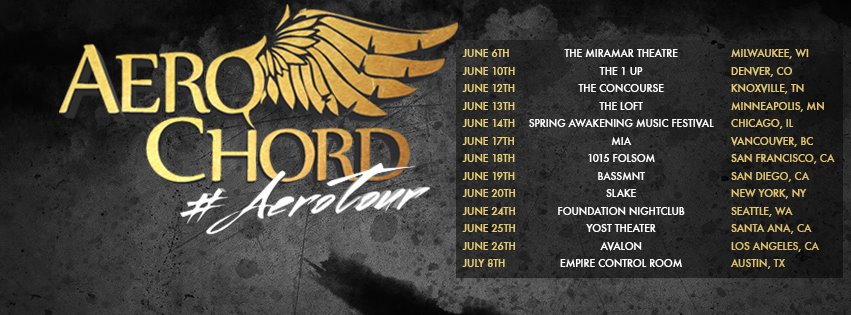 AERO
CHORD
#AeroTour
JUNE 6TH THE MIRAMAR THEATRE MILWAUKEE, WI
JUNE 10TH THE 1 UP DENVER, CO
JUNE 12TH THE CONCOURSE KNOXVILLE, TN
JUNE 13TH THE LOFT MINNEAPOLIS, MN
JUNE 14TH SPRING AWAKENING MUSIC FESTIVAL CHICAGO, IL
JUNE 17TH MIA VANCOUVER, BC
JUNE 18TH 1015 FOLSOM SAN FRANCISCO, CA
JUNE 19TH BASSMNT SAN DIEGO, CA
JUNE 20TH SLAKE NEW YORK, NY
JUNE 24TH FOUNDATION NIGHTCLUB SEATTLE, WA
JUNE 25TH YOST THEATER SANTA ANA, CA
JUNE 26TH AVALON LOS ANGELES, CA
JULY 8TH EMPIRE CONTROL ROOM AUSTIN, TX